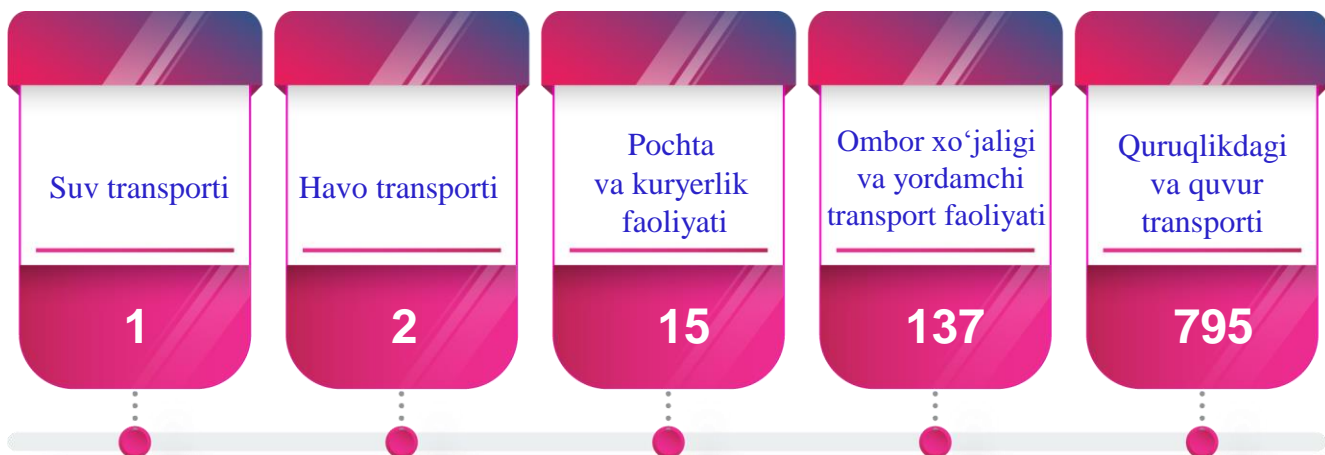 Suv transporti
1
Havo transporti
2
Pochta
va kuryerlik
faoliyati
15
Ombor xo‘jaligi
va yordamchi
transport faoliyati
137
Quruqlikdagi
va quvur
transporti
795